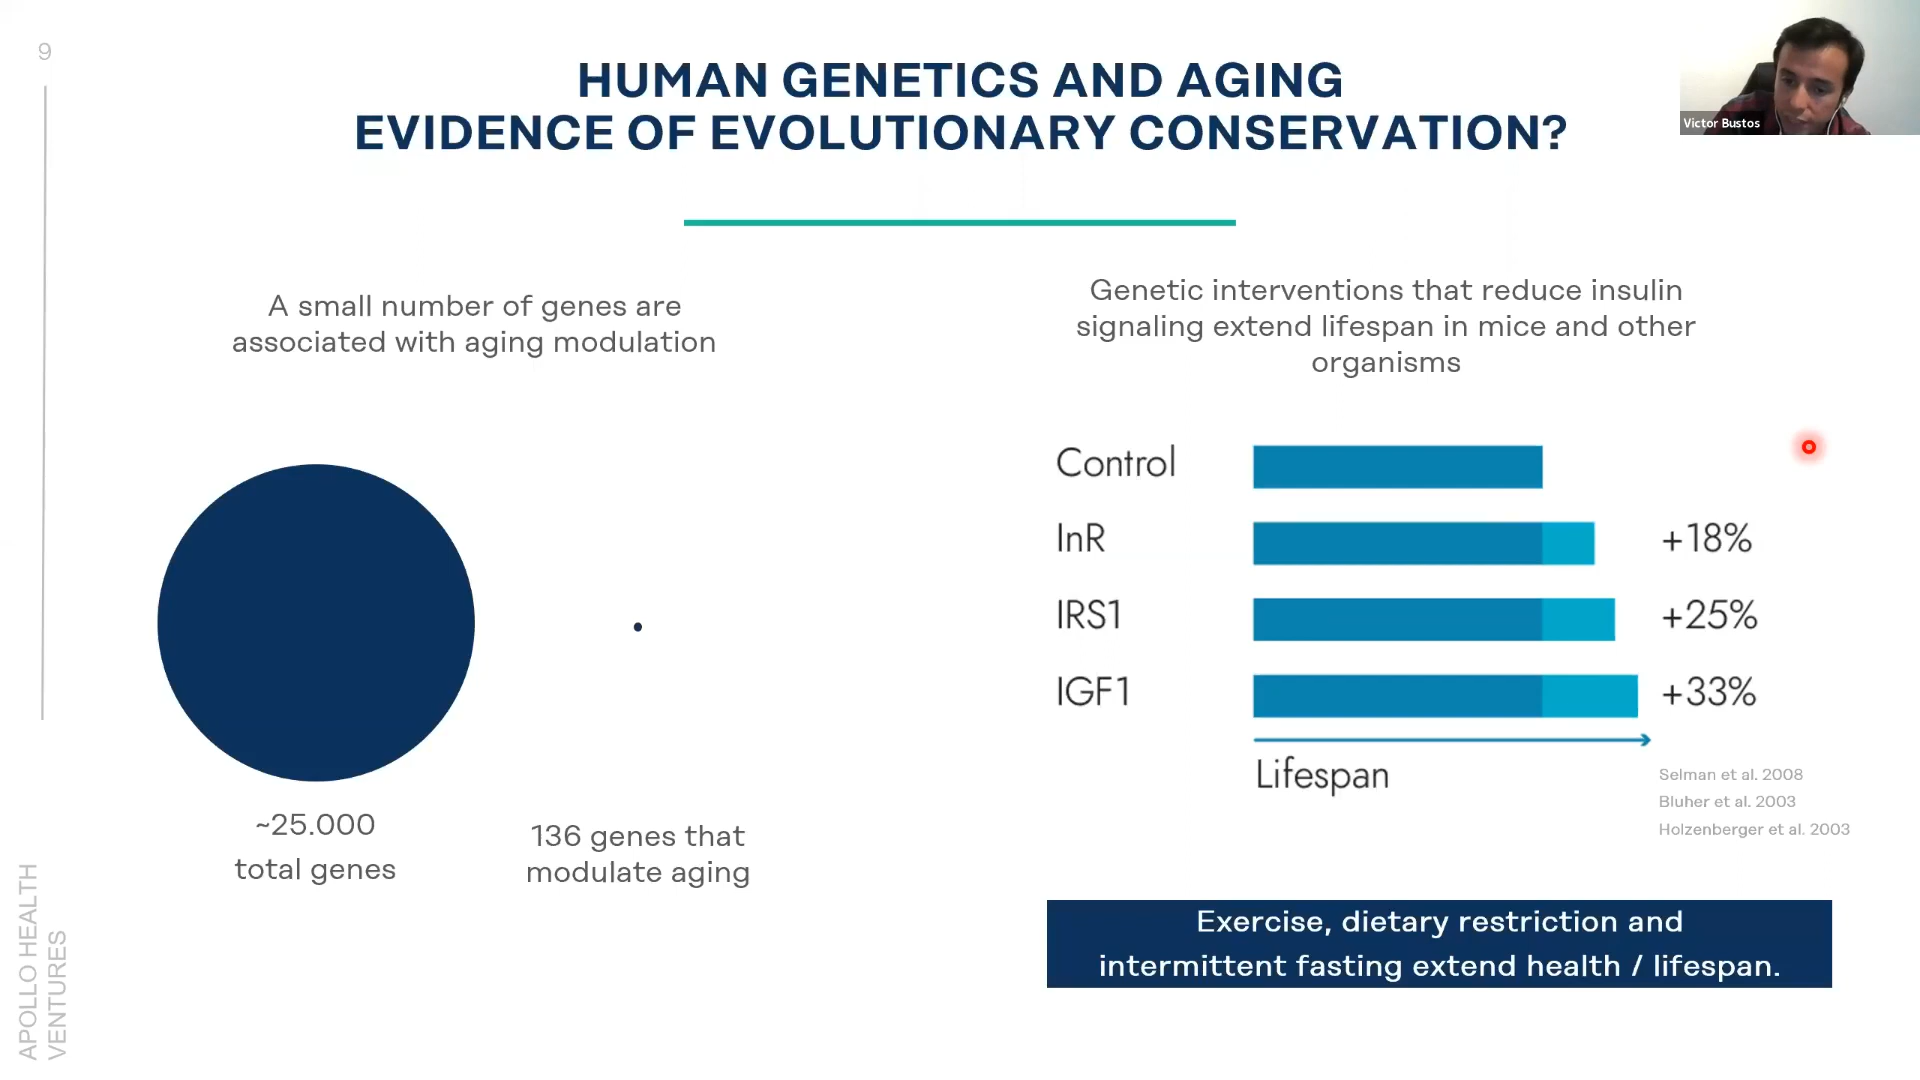 9
HUMAN GENETICS AND AGING
EVIDENCE OF EVOLUTIONARY CONSERVATION?
Victor Bustos
A small number of genes are
associated with aging modulation
~25.000
total genes
136 genes that
modulate aging
Genetic interventions that reduce insulin
signaling extend lifespan in mice and other
organisms
Control
InR +18%
IRS1 +25%
IGF1 +33%
Lifespan
Selman et al. 2008
Bluher et al. 2003
Holzenberger et al. 2003
Exercise, dietary restriction and
intermittent fasting extend health / lifespan.
APOLLO HEALTH
VENTURES